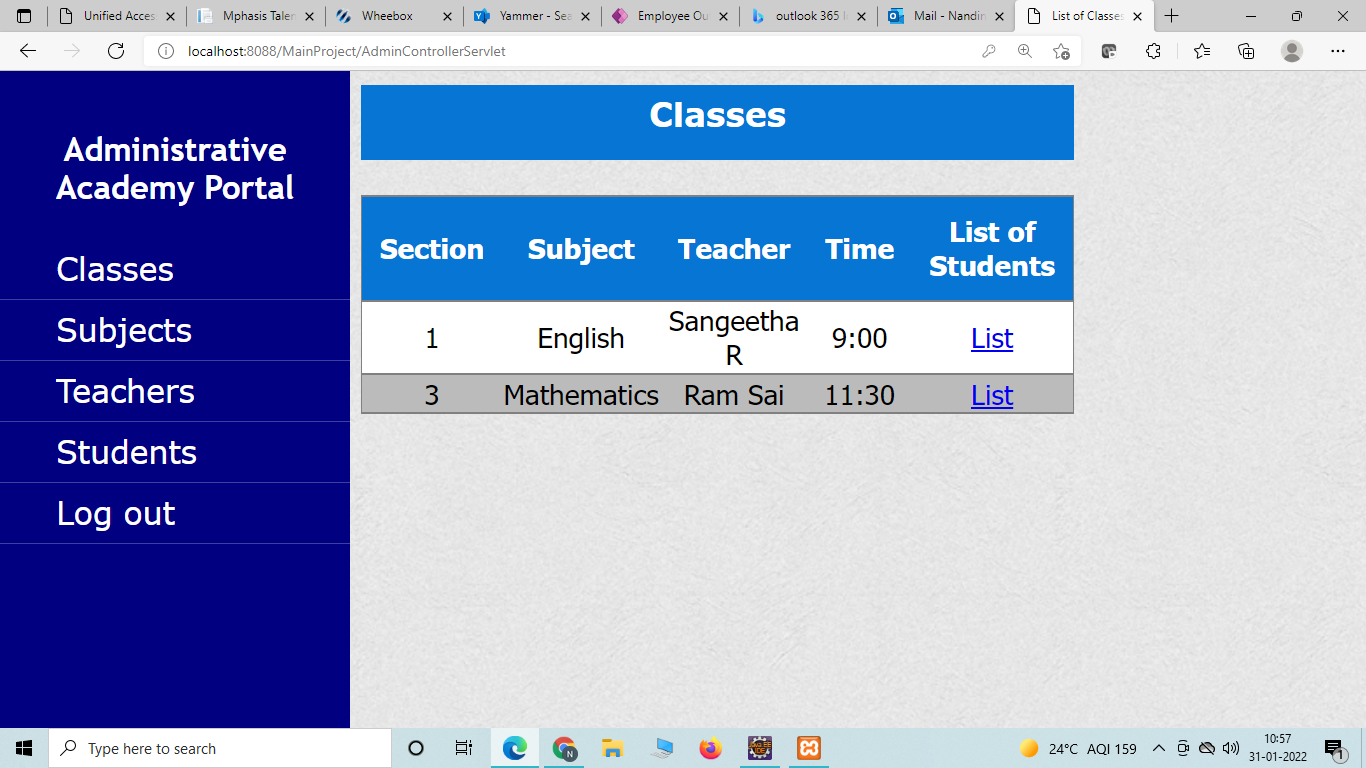 Unified Acces
Mphasis Talen
Wheebox
Yammer - Sea
Employee Ou
outlook 365 l
Mail - Nandin
List of Classes
localhost:8088/MainProject/AdminControllerServlet
Administrative
Academy Portal
Classes
Subjects
Teachers
Students
Log out
Classes
Section Subject Teacher Time List of Students
1 English Sangeetha R 9:00 List
3 Mathematics Ram Sai 11:30 List
Type here to search
N
24°C AQI 159
10:57
31-01-2022
1